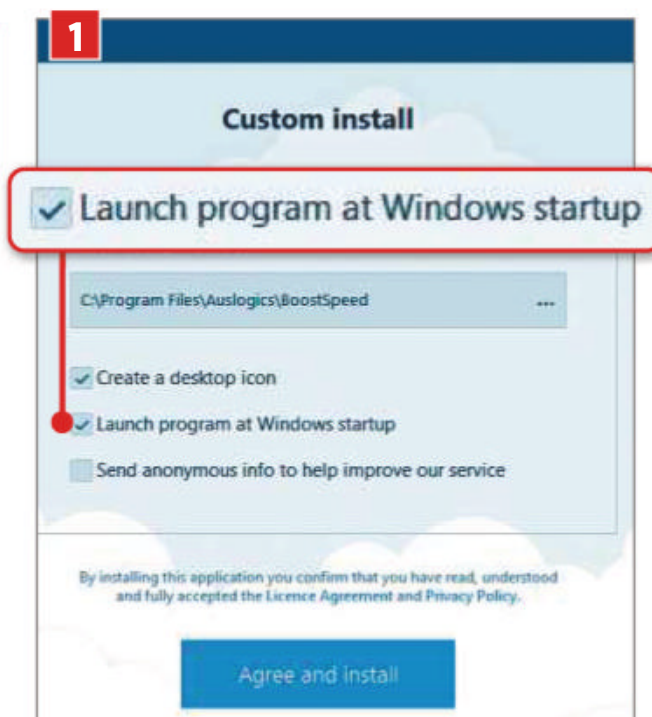 1
Custom install
Launch program at Windows startup
C:\Program Files\Auslogics\BoostSpeed ...
Create a desktop icon
Launch program at Windows startup
Send anonymous info to help improve our service
By installing this application you confirm that you have read, understood
and fully accepted the Licence Agreement and Privacy Policy.
Agree and install